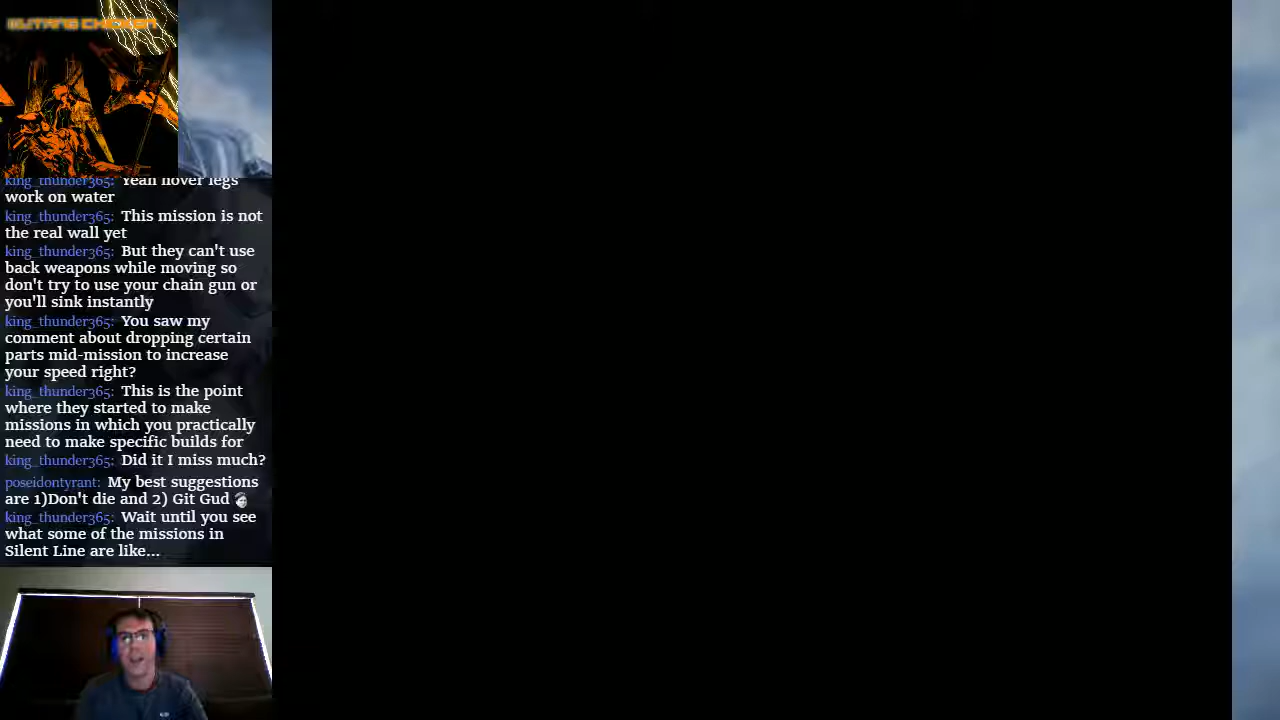 WUTANG CHICKEN
king_thunder365: Yeah hover legs
work on water
king_thunder365: This mission is not
the real wall yet
king_thunder365: But they can't use
back weapons while moving so
don't try to use your chain gun or
you'll sink instantly
king_thunder365: You saw my
comment about dropping certain
parts mid-mission to increase
your speed right?
king_thunder365: This is the point
where they started to make
missions in which you practically
need to make specific builds for
king_thunder365: Did it I miss much?
poseidontyrant: My best suggestions
are 1)Don't die and 2) Git Gud
king_thunder365: Wait until you see
what some of the missions in
Silent Line are like...